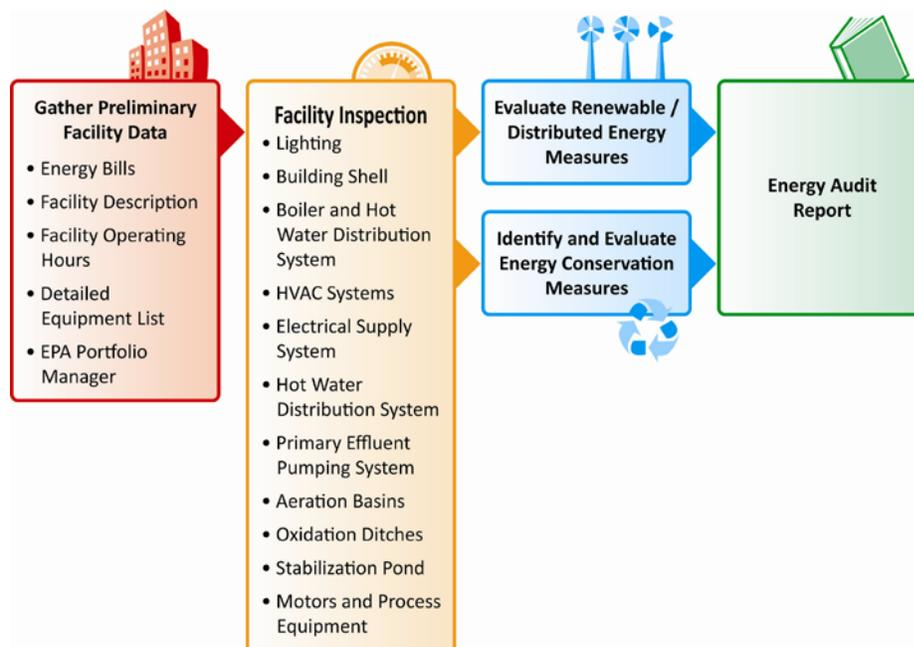 Gather Preliminary
Facility Data
• Energy Bills
• Facility Description
• Facility Operating
Hours
• Detailed
Equipment List
• EPA Portfolio
Manager
Facility Inspection
• Lighting
• Building Shell
• Boiler and Hot
Water Distribution
System
• HVAC Systems
• Electrical Supply
System
• Hot Water
Distribution System
• Primary Effluent
Pumping System
• Aeration Basins
• Oxidation Ditches
• Stabilization Pond
• Motors and Process
Equipment
Evaluate Renewable /
Distributed Energy
Measures
Identify and Evaluate
Energy Conservation
Measures
Energy Audit
Report